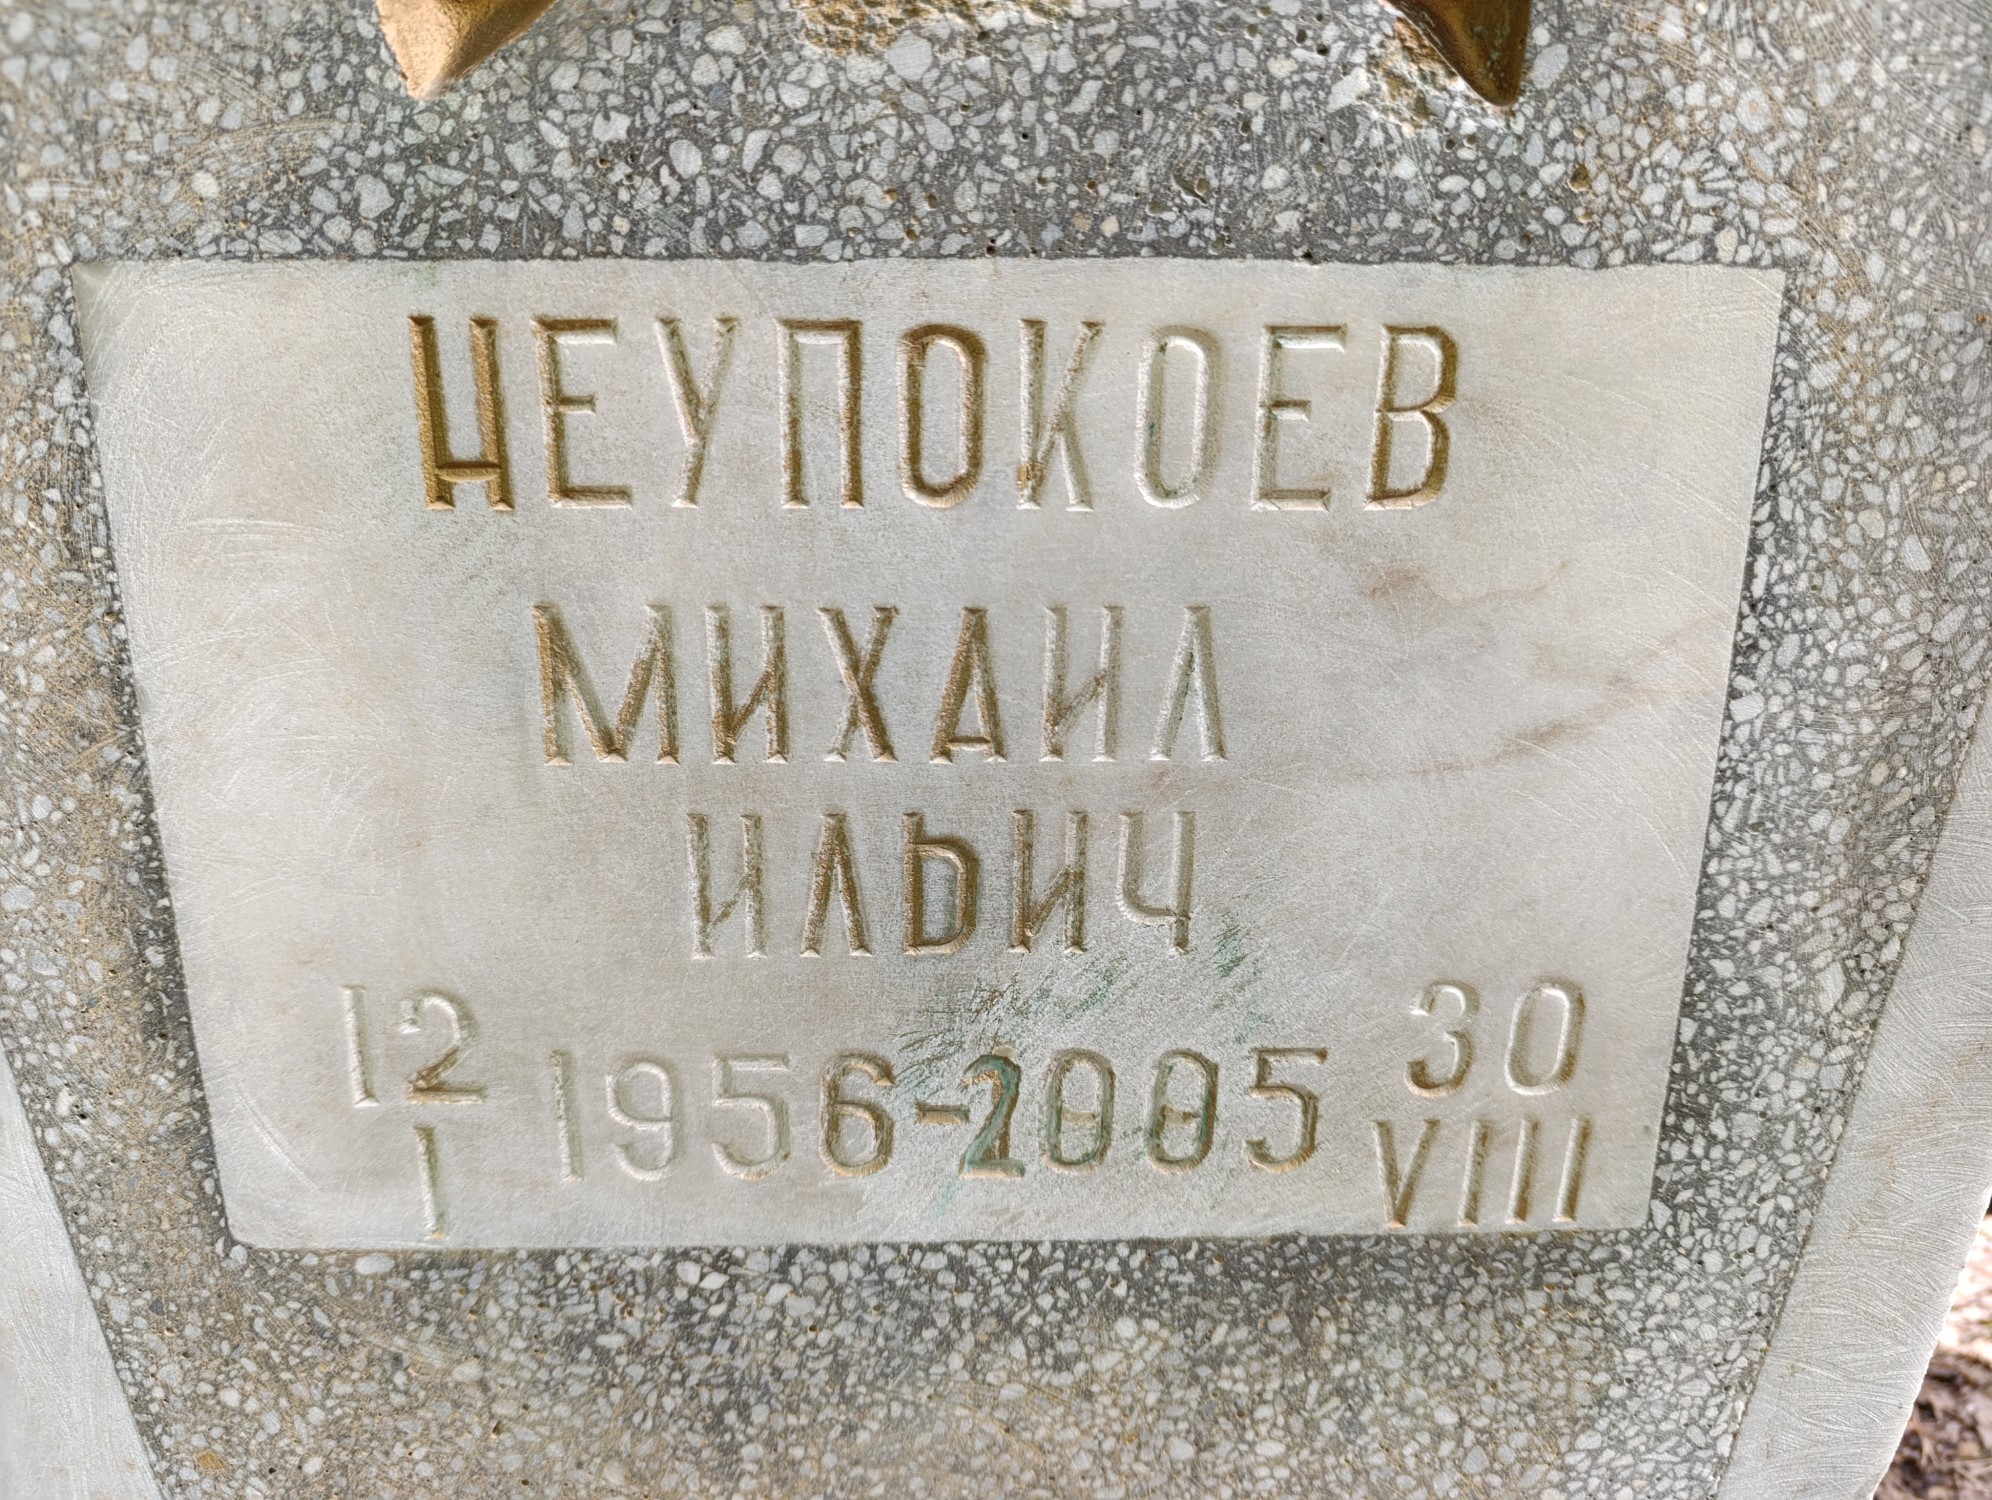 НЕУПОКОЕВ
МИХАИЛ
ИЛЬИЧ
12 30
1956-2005
I VIII